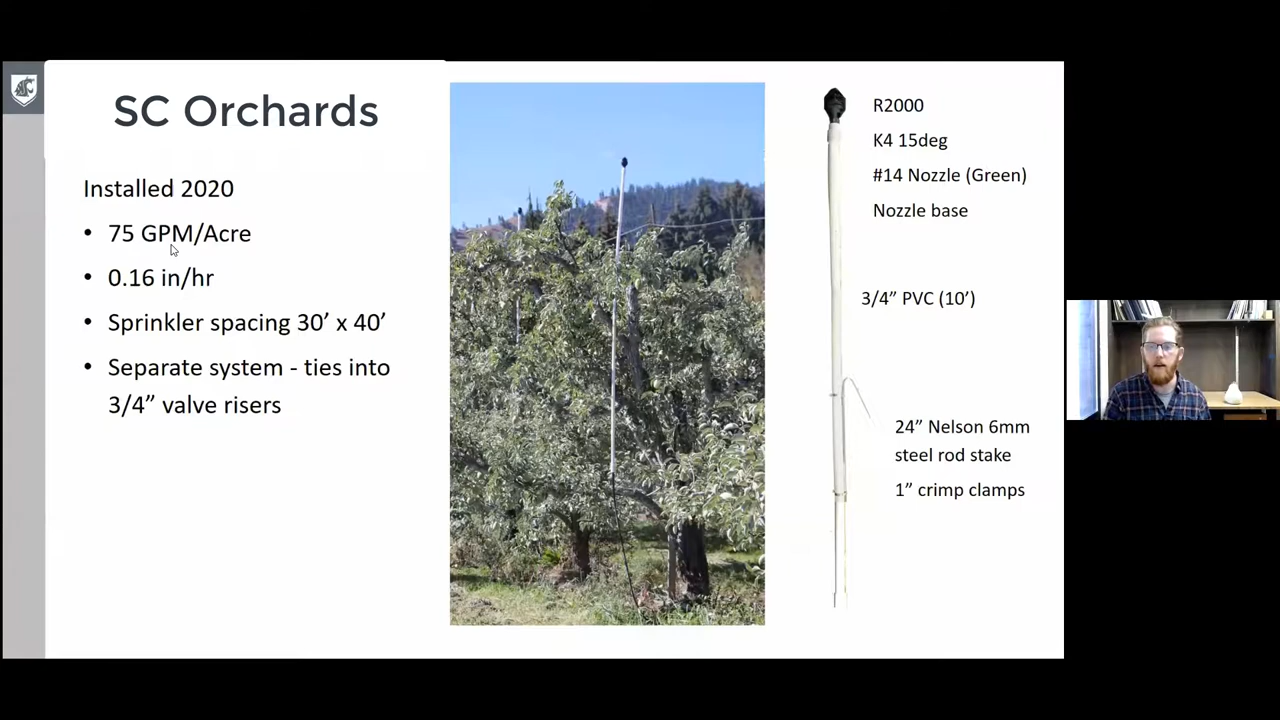 SC Orchards
Installed 2020
• 75 GPM/Acre
• 0.16 in/hr
• Sprinkler spacing 30’ x 40’
• Separate system - ties into
3/4” valve risers
R2000
K4 15deg
#14 Nozzle (Green)
Nozzle base
3/4” PVC (10’)
24” Nelson 6mm
steel rod stake
1” crimp clamps